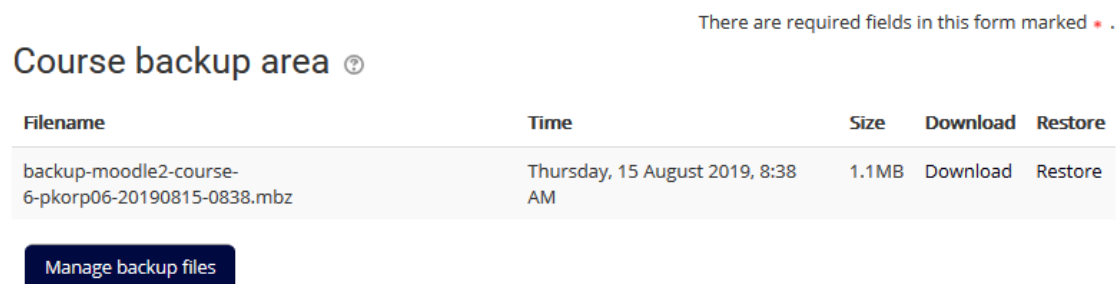 There are required fields in this form marked * .
Course backup area
Filename Time Size Download Restore
backup-moodle2-course- Thursday, 15 August 2019, 8:38 1.1MB Download Restore
6-pkorp06-20190815-0838.mbz AM
Manage backup files